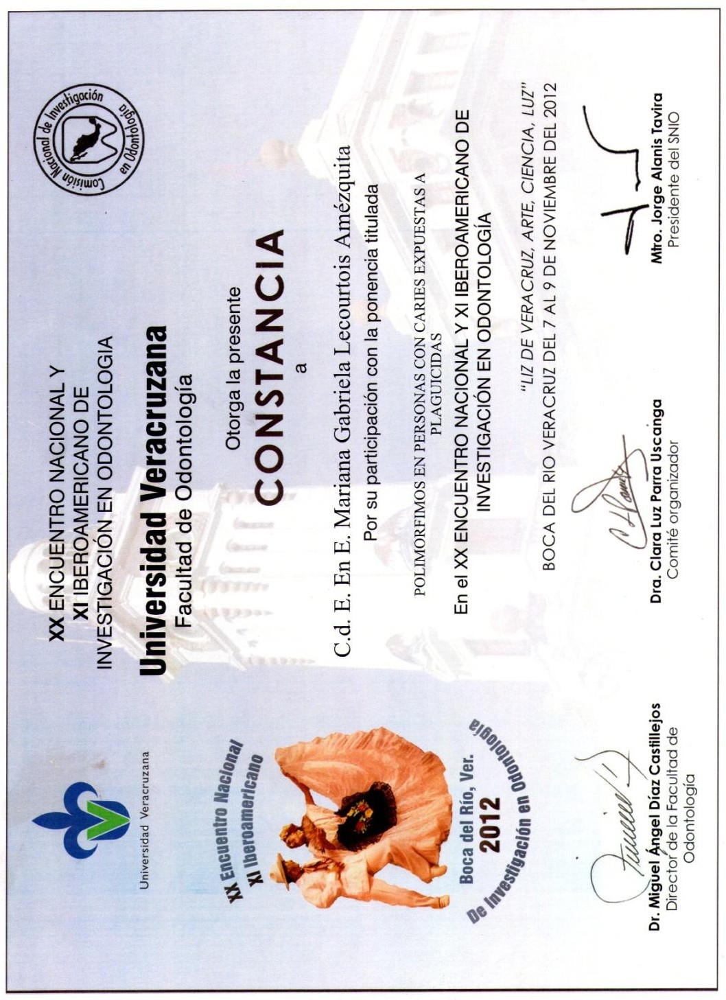 XX ENCUENTRO NACIONAL Y
XI IBEROAMERICANO DE
INVESTIGACIÓN EN ODONTOLOGIA
Comisión Nacional de Investigación
en Odontología
Universidad Veracruzana
Universidad Veracruzana
Facultad de Odontología
Otorga la presente
CONSTANCIA
a
C.d. E. En E. Mariana Gabriela Lecourtois Amézquita
Por su participación con la ponencia titulada
POLIMORFIMOS EN PERSONAS CON CARIES EXPUESTAS A
PLAGUICIDAS
En el XX ENCUENTRO NACIONAL Y XI IBEROAMERICANO DE
INVESTIGACIÓN EN ODONTOLOGÍA
"LIZ DE VERACRUZ, ARTE, CIENCIA, LUZ"
BOCA DEL RIO VERACRUZ DEL 7 AL 9 DE NOVIEMBRE DEL 2012
XX Encuentro Nacional
XI Iberoamericano
Boca del Río, Ver.
2012
De Investigación en Odontología
Dr. Miguel Ángel Díaz Castillejos
Director de la Facultad de
Odontología
Dra. Clara Luz Parra Uscanga
Comité organizador
Mtro. Jorge Alanis Tavira
Presidente del SNIO